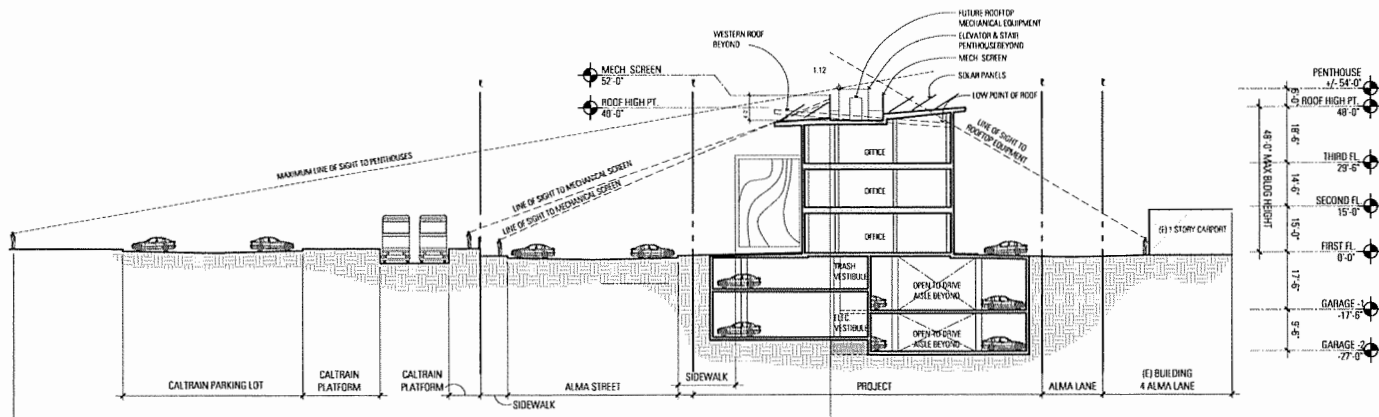 FUTURE ROOFTOP
MECHANICAL EQUIPMENT
ELEVATOR & STAIR
PENTHOUSE BEYOND
MECH SCREEN
SOLAR PANELS
LOW POINT OF ROOF
WESTERN ROOF
BEYOND
1.12
MECH SCREEN
52'-0"
ROOF HIGH PT.
48'-0"
MAXIMUM LINE OF SIGHT TO PENTHOUSES
LINE OF SIGHT TO MECHANICAL SCREEN
LINE OF SIGHT TO MECHANICAL SCREEN
LINE OF SIGHT TO
ROOFTOP EQUIPMENT
OFFICE
OFFICE
OFFICE
TRASH
VESTIBULE
ELEC.
VESTIBULE
OPEN TO DRIVE
AISLE BEYOND
OPEN TO DRIVE
AISLE BEYOND
(E) 1 STORY CARPORT
PENTHOUSE
+/- 54'-0"
ROOF HIGH PT.
48'-0"
THIRD FL.
29'-6"
SECOND FL.
15'-0"
FIRST FL.
0'-0"
GARAGE -1
-17'-6"
GARAGE -2
-27'-0"
6'-0"
18'-6"
14'-6"
15'-0"
17'-6"
9'-6"
48'-0" MAX BLDG HEIGHT
CALTRAIN PARKING LOT
CALTRAIN
PLATFORM
CALTRAIN
PLATFORM
SIDEWALK
ALMA STREET
SIDEWALK
PROJECT
ALMA LANE
(E) BUILDING
4 ALMA LANE